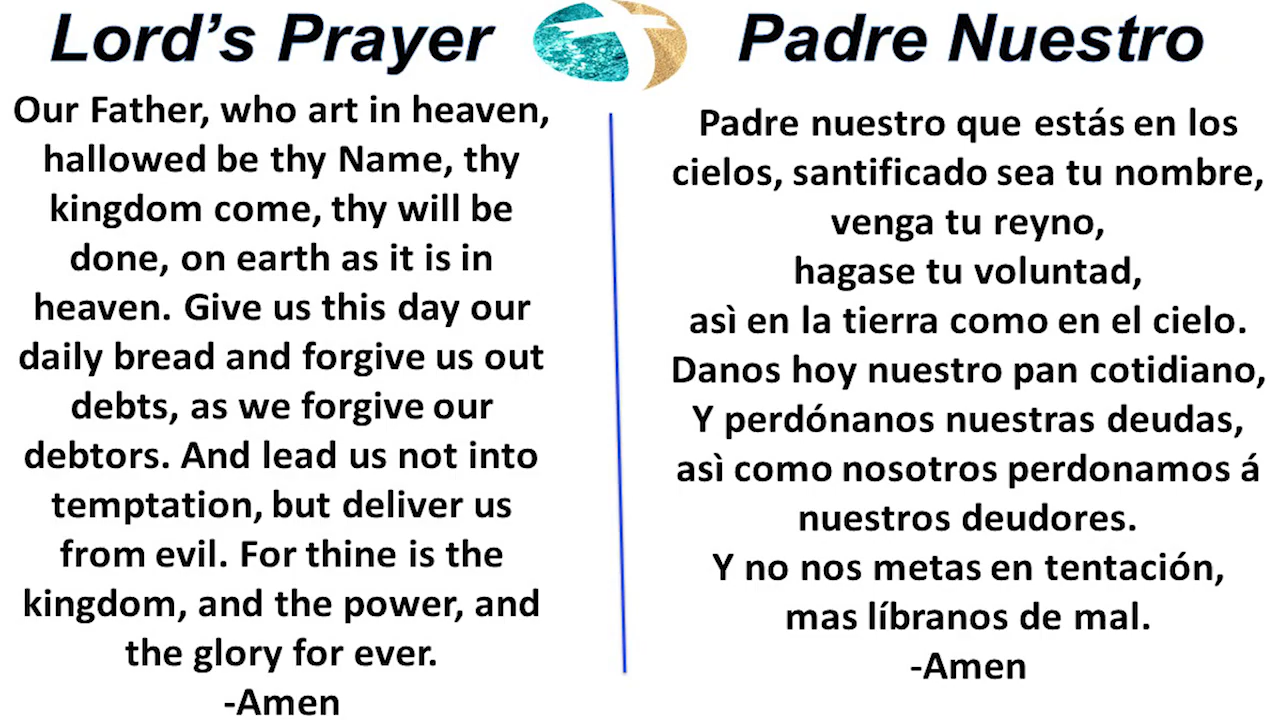 Lord’s Prayer
Our Father, who art in heaven,
hallowed be thy Name, thy
kingdom come, thy will be
done, on earth as it is in
heaven. Give us this day our
daily bread and forgive us out
debts, as we forgive our
debtors. And lead us not into
temptation, but deliver us
from evil. For thine is the
kingdom, and the power, and
the glory for ever.
-Amen
Padre Nuestro
Padre nuestro que estás en los
cielos, santificado sea tu nombre,
venga tu reyno,
hagase tu voluntad,
asì en la tierra como en el cielo.
Danos hoy nuestro pan cotidiano,
Y perdónanos nuestras deudas,
asì como nosotros perdonamos á
nuestros deudores.
Y no nos metas en tentación,
mas líbranos de mal.
-Amen